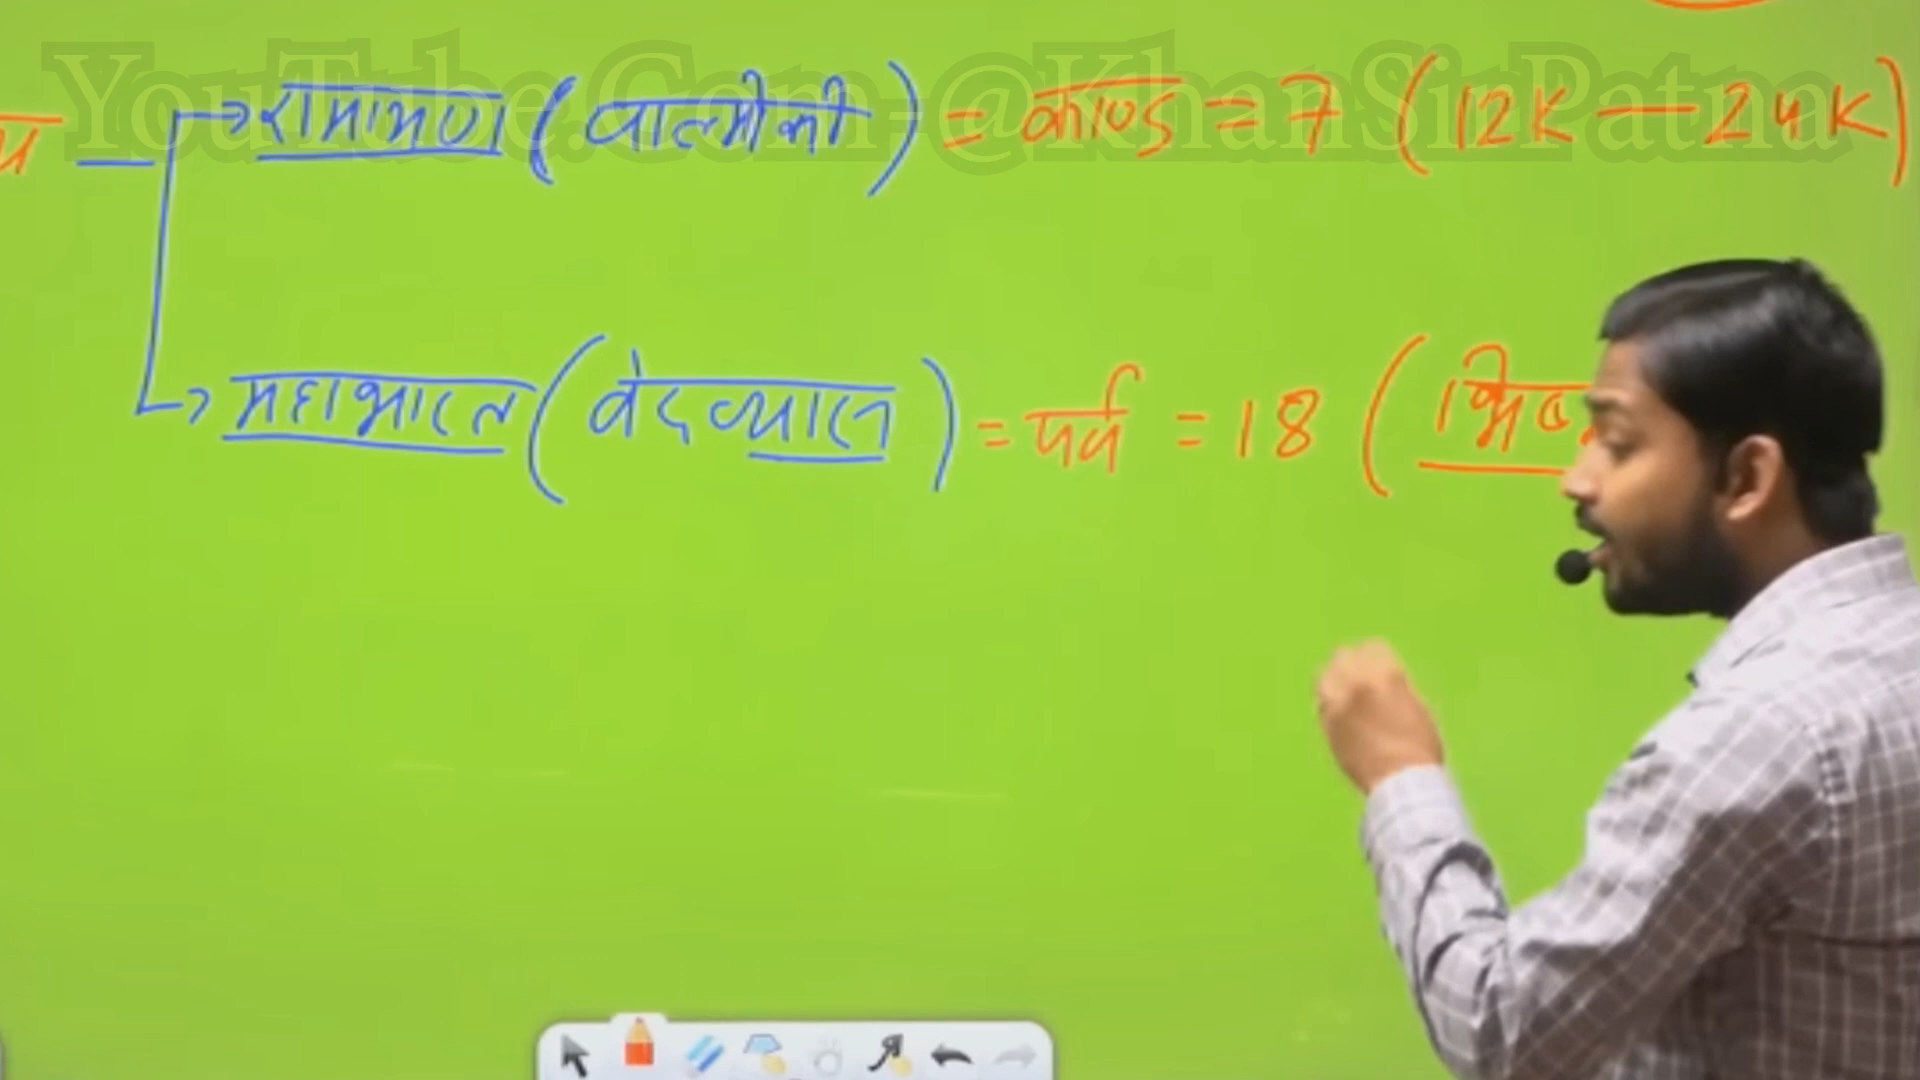 YouTube.Com-@KhanSirPatna
रामायण (वाल्मीकी) = काण्ड = 7 (12K — 24K)
महाभारत (वेदव्यास) = पर्व = 18 (